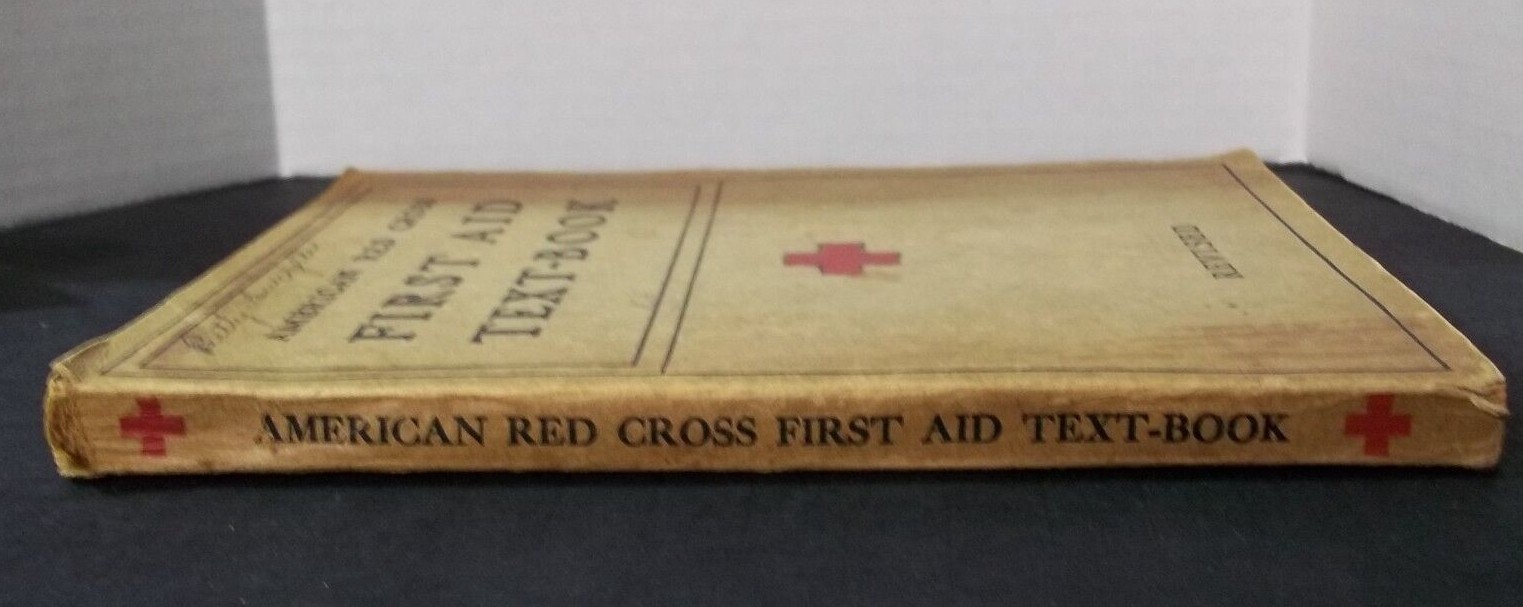 AMERICAN RED CROSS
FIRST AID
TEXT-BOOK
REVISED
AMERICAN RED CROSS FIRST AID TEXT-BOOK